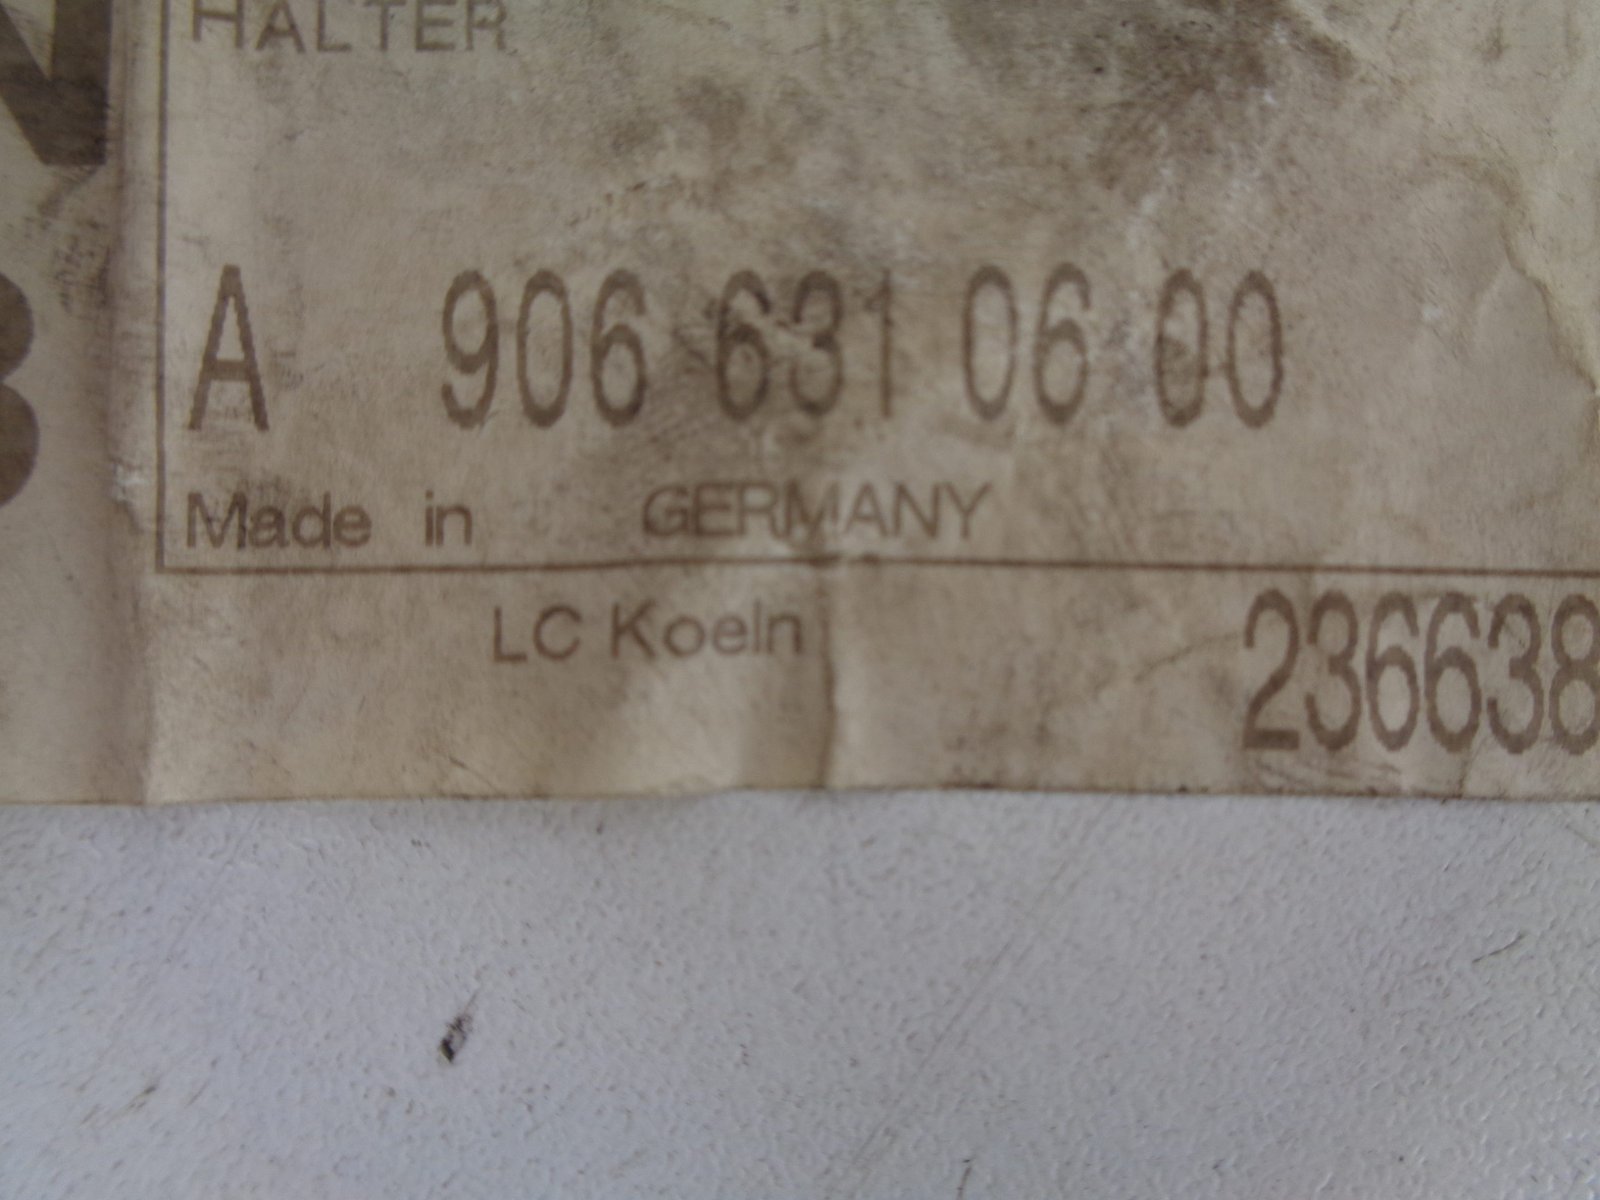 HALTER
A 906 631 06 00
Made in GERMANY
LC Koeln
236638